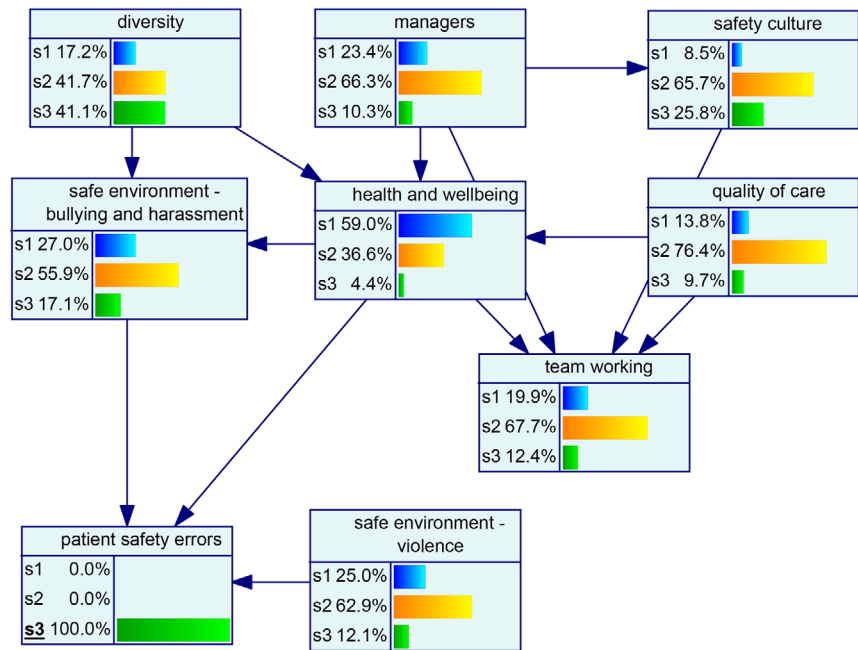 diversity
s1 17.2%
s2 41.7%
s3 41.1%
managers
s1 23.4%
s2 66.3%
s3 10.3%
safety culture
s1 8.5%
s2 65.7%
s3 25.8%
safe environment -
bullying and harassment
s1 27.0%
s2 55.9%
s3 17.1%
health and wellbeing
s1 59.0%
s2 36.6%
s3 4.4%
quality of care
s1 13.8%
s2 76.4%
s3 9.7%
team working
s1 19.9%
s2 67.7%
s3 12.4%
patient safety errors
s1 0.0%
s2 0.0%
s3 100.0%
safe environment -
violence
s1 25.0%
s2 62.9%
s3 12.1%